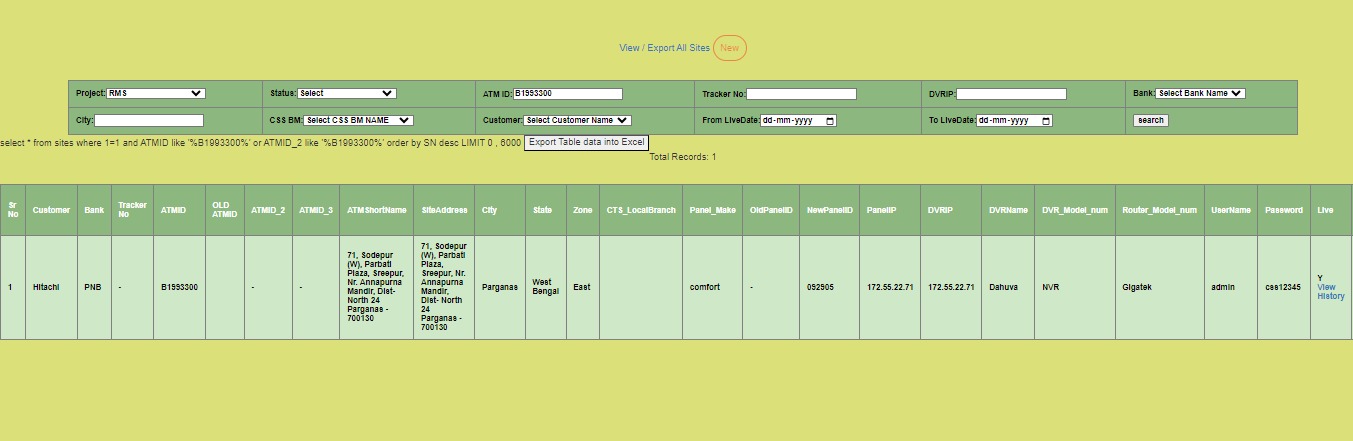 View / Export All Sites New
Project: RMS Status: Select ATM ID: B1993300 Tracker No: DVRIP: Bank: Select Bank Name
City: CSS BM: Select CSS BM NAME Customer: Select Customer Name From LiveDate: dd-mm-yyyy To LiveDate: dd-mm-yyyy search
select * from sites where 1=1 and ATMID like '%B1993300%' or ATMID_2 like '%B1993300%' order by SN desc LIMIT 0 , 6000 Export Table data into Excel
Total Records: 1
Sr No Customer Bank Tracker No ATMID OLD ATMID ATMID_2 ATMID_3 ATMShortName SiteAddress City State Zone CTS_LocalBranch Panel_Make OldPanelID NewPanelID PanelIP DVRIP DVRName DVR_Model_num Router_Model_num UserName Password Live
1 Hitachi PNB - B1993300 - -
71, Sodepur
(W), Parbati
Plaza, Sreepur,
Nr. Annapurna
Mandir, Dist-
North 24
Parganas -
700130
71, Sodepur
(W), Parbati
Plaza,
Sreepur, Nr.
Annapurna
Mandir,
Dist- North
24
Parganas -
700130
Parganas West Bengal East comfort - 092905 172.55.22.71 172.55.22.71 Dahuva NVR Gigatek admin css12345
Y
View
History